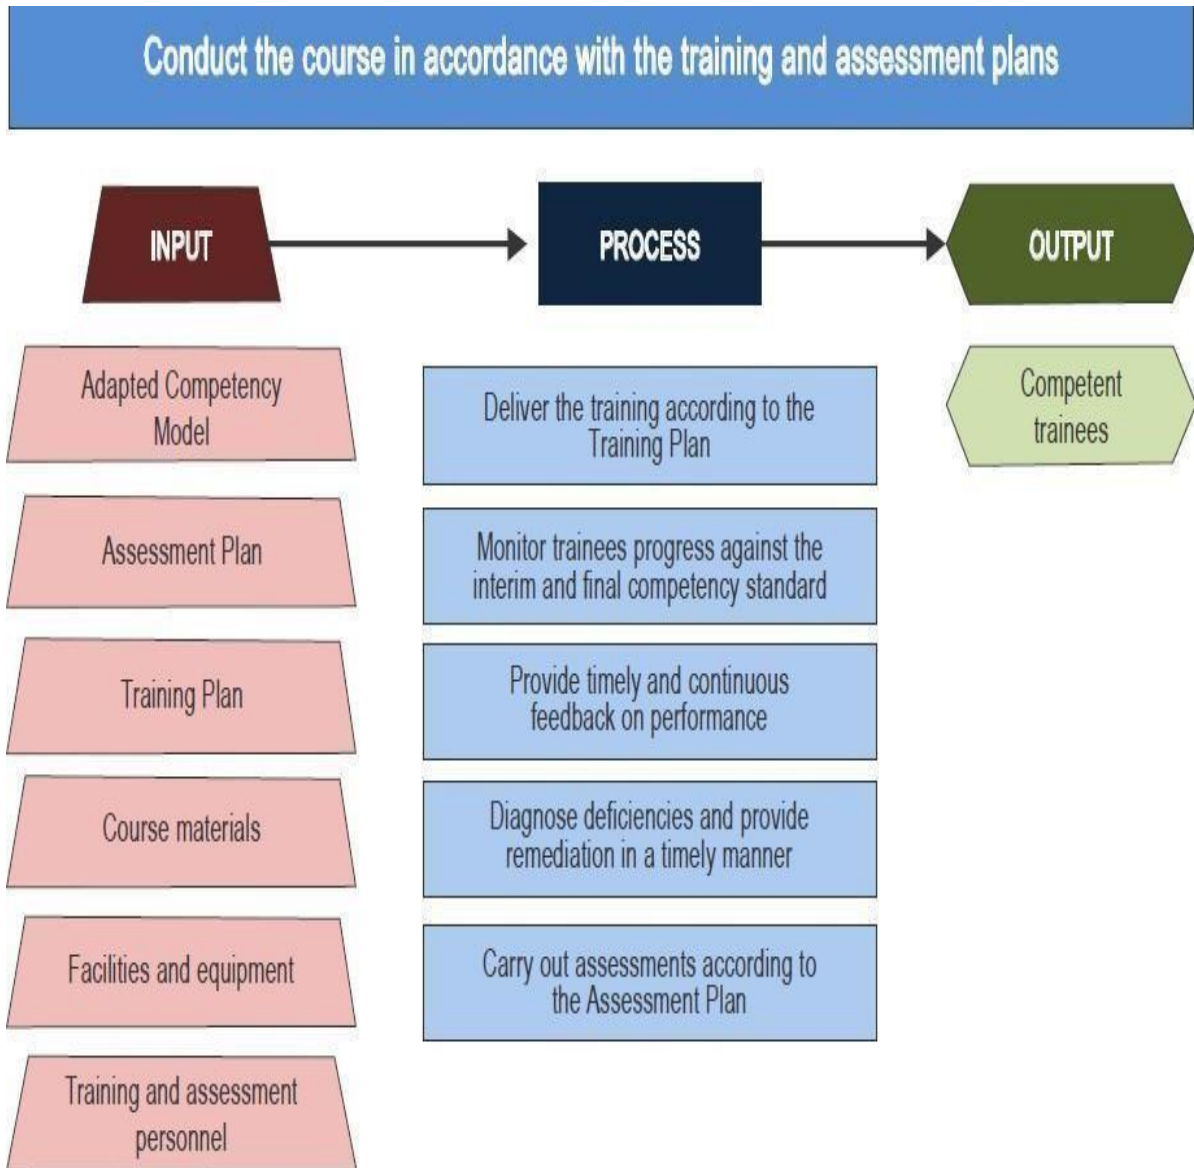 Conduct the course in accordance with the training and assessment plans
INPUT
PROCESS
OUTPUT
Adapted Competency
Model
Assessment Plan
Training Plan
Course materials
Facilities and equipment
Training and assessment
personnel
Deliver the training according to the
Training Plan
Monitor trainees progress against the
interim and final competency standard
Provide timely and continuous
feedback on performance
Diagnose deficiencies and provide
remediation in a timely manner
Carry out assessments according to
the Assessment Plan
Competent
trainees